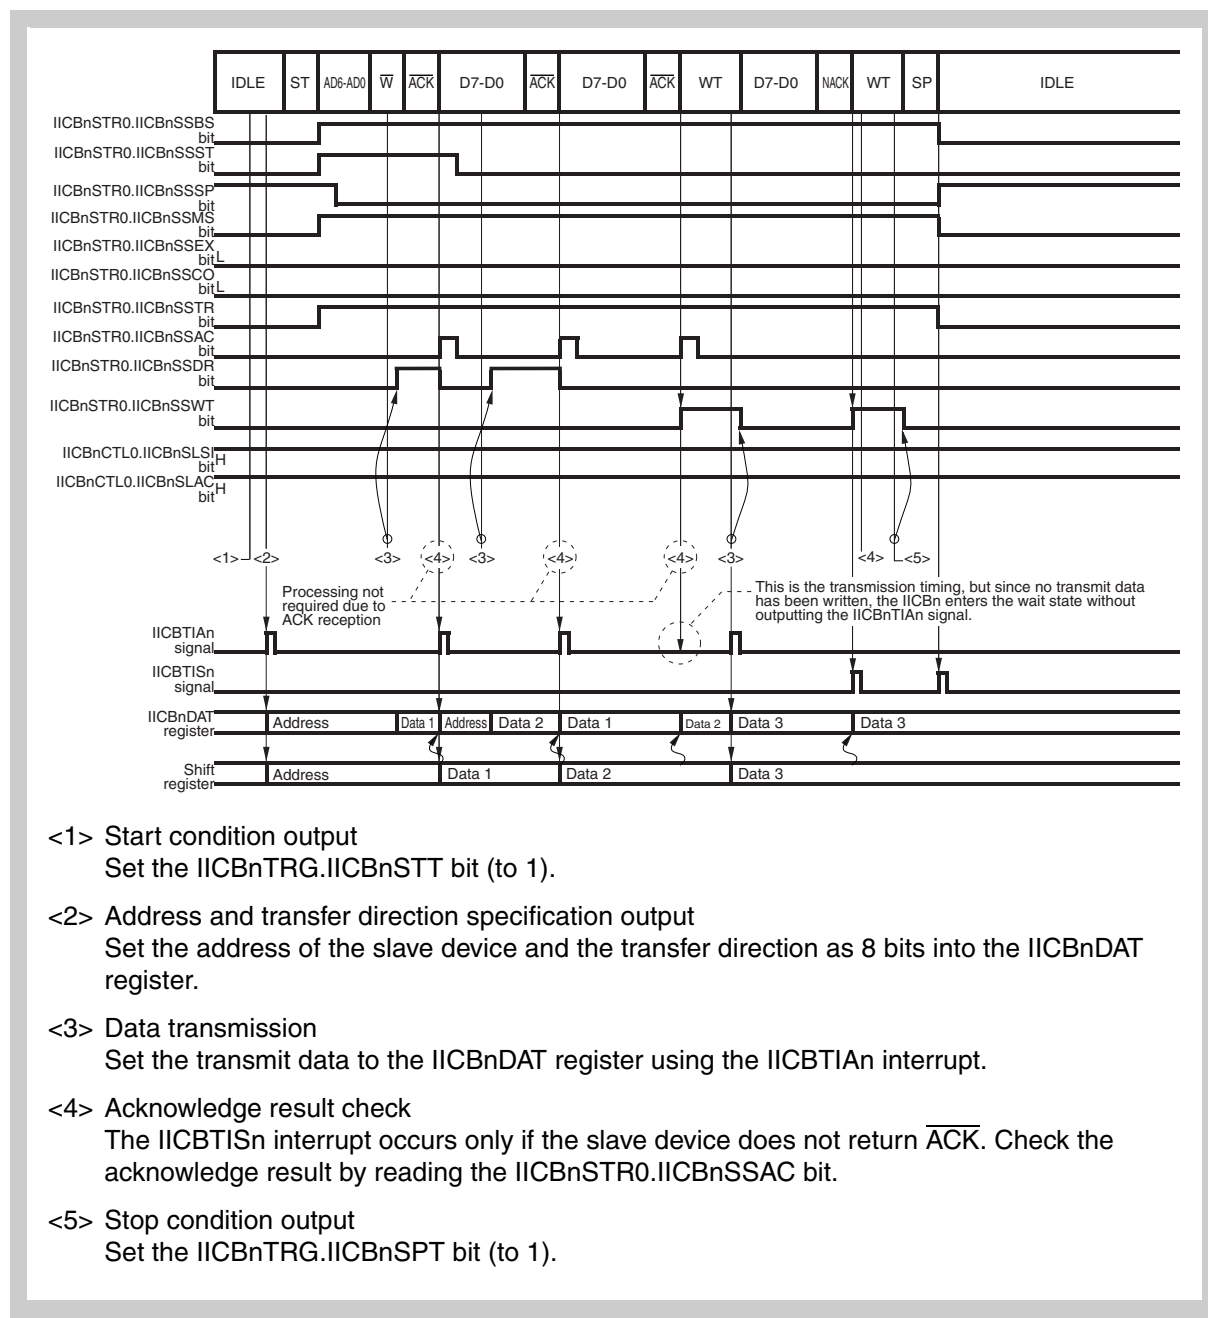 IDLE ST AD6-AD0 W ACK D7-D0 ACK D7-D0 ACK WT D7-D0 NACK WT SP IDLE
IICBnSTR0.IICBnSSBS
bit
IICBnSTR0.IICBnSSST
bit
IICBnSTR0.IICBnSSSP
bit
IICBnSTR0.IICBnSSMS
bit
IICBnSTR0.IICBnSSEX
bit L
IICBnSTR0.IICBnSSCO
bit L
IICBnSTR0.IICBnSSTR
bit
IICBnSTR0.IICBnSSAC
bit
IICBnSTR0.IICBnSSDR
bit
IICBnSTR0.IICBnSSWT
bit
IICBnCTL0.IICBnSLSI
bit H
IICBnCTL0.IICBnSLAC
bit H
<1> <2> <3> <4> <3> <4> <4> <3> <4> <5>
Processing not
required due to
ACK reception
This is the transmission timing, but since no transmit data
has been written, the IICBn enters the wait state without
outputting the IICBnTIAn signal.
IICBTIAn
signal
IICBTISn
signal
IICBnDAT
register
Address Data 1 Address Data 2 Data 1 Data 2 Data 3 Data 3
Shift
register
Address Data 1 Data 2 Data 3
<1> Start condition output
Set the IICBnTRG.IICBnSTT bit (to 1).
<2> Address and transfer direction specification output
Set the address of the slave device and the transfer direction as 8 bits into the IICBnDAT
register.
<3> Data transmission
Set the transmit data to the IICBnDAT register using the IICBTIAn interrupt.
<4> Acknowledge result check
The IICBTISn interrupt occurs only if the slave device does not return ACK. Check the
acknowledge result by reading the IICBnSTR0.IICBnSSAC bit.
<5> Stop condition output
Set the IICBnTRG.IICBnSPT bit (to 1).